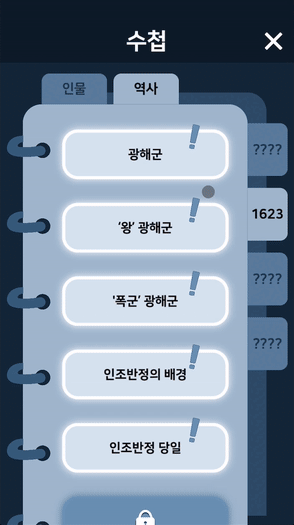 수첩
인물
역사
????
광해군
1623
'왕' 광해군
????
'폭군' 광해군
????
인조반정의 배경
인조반정 당일